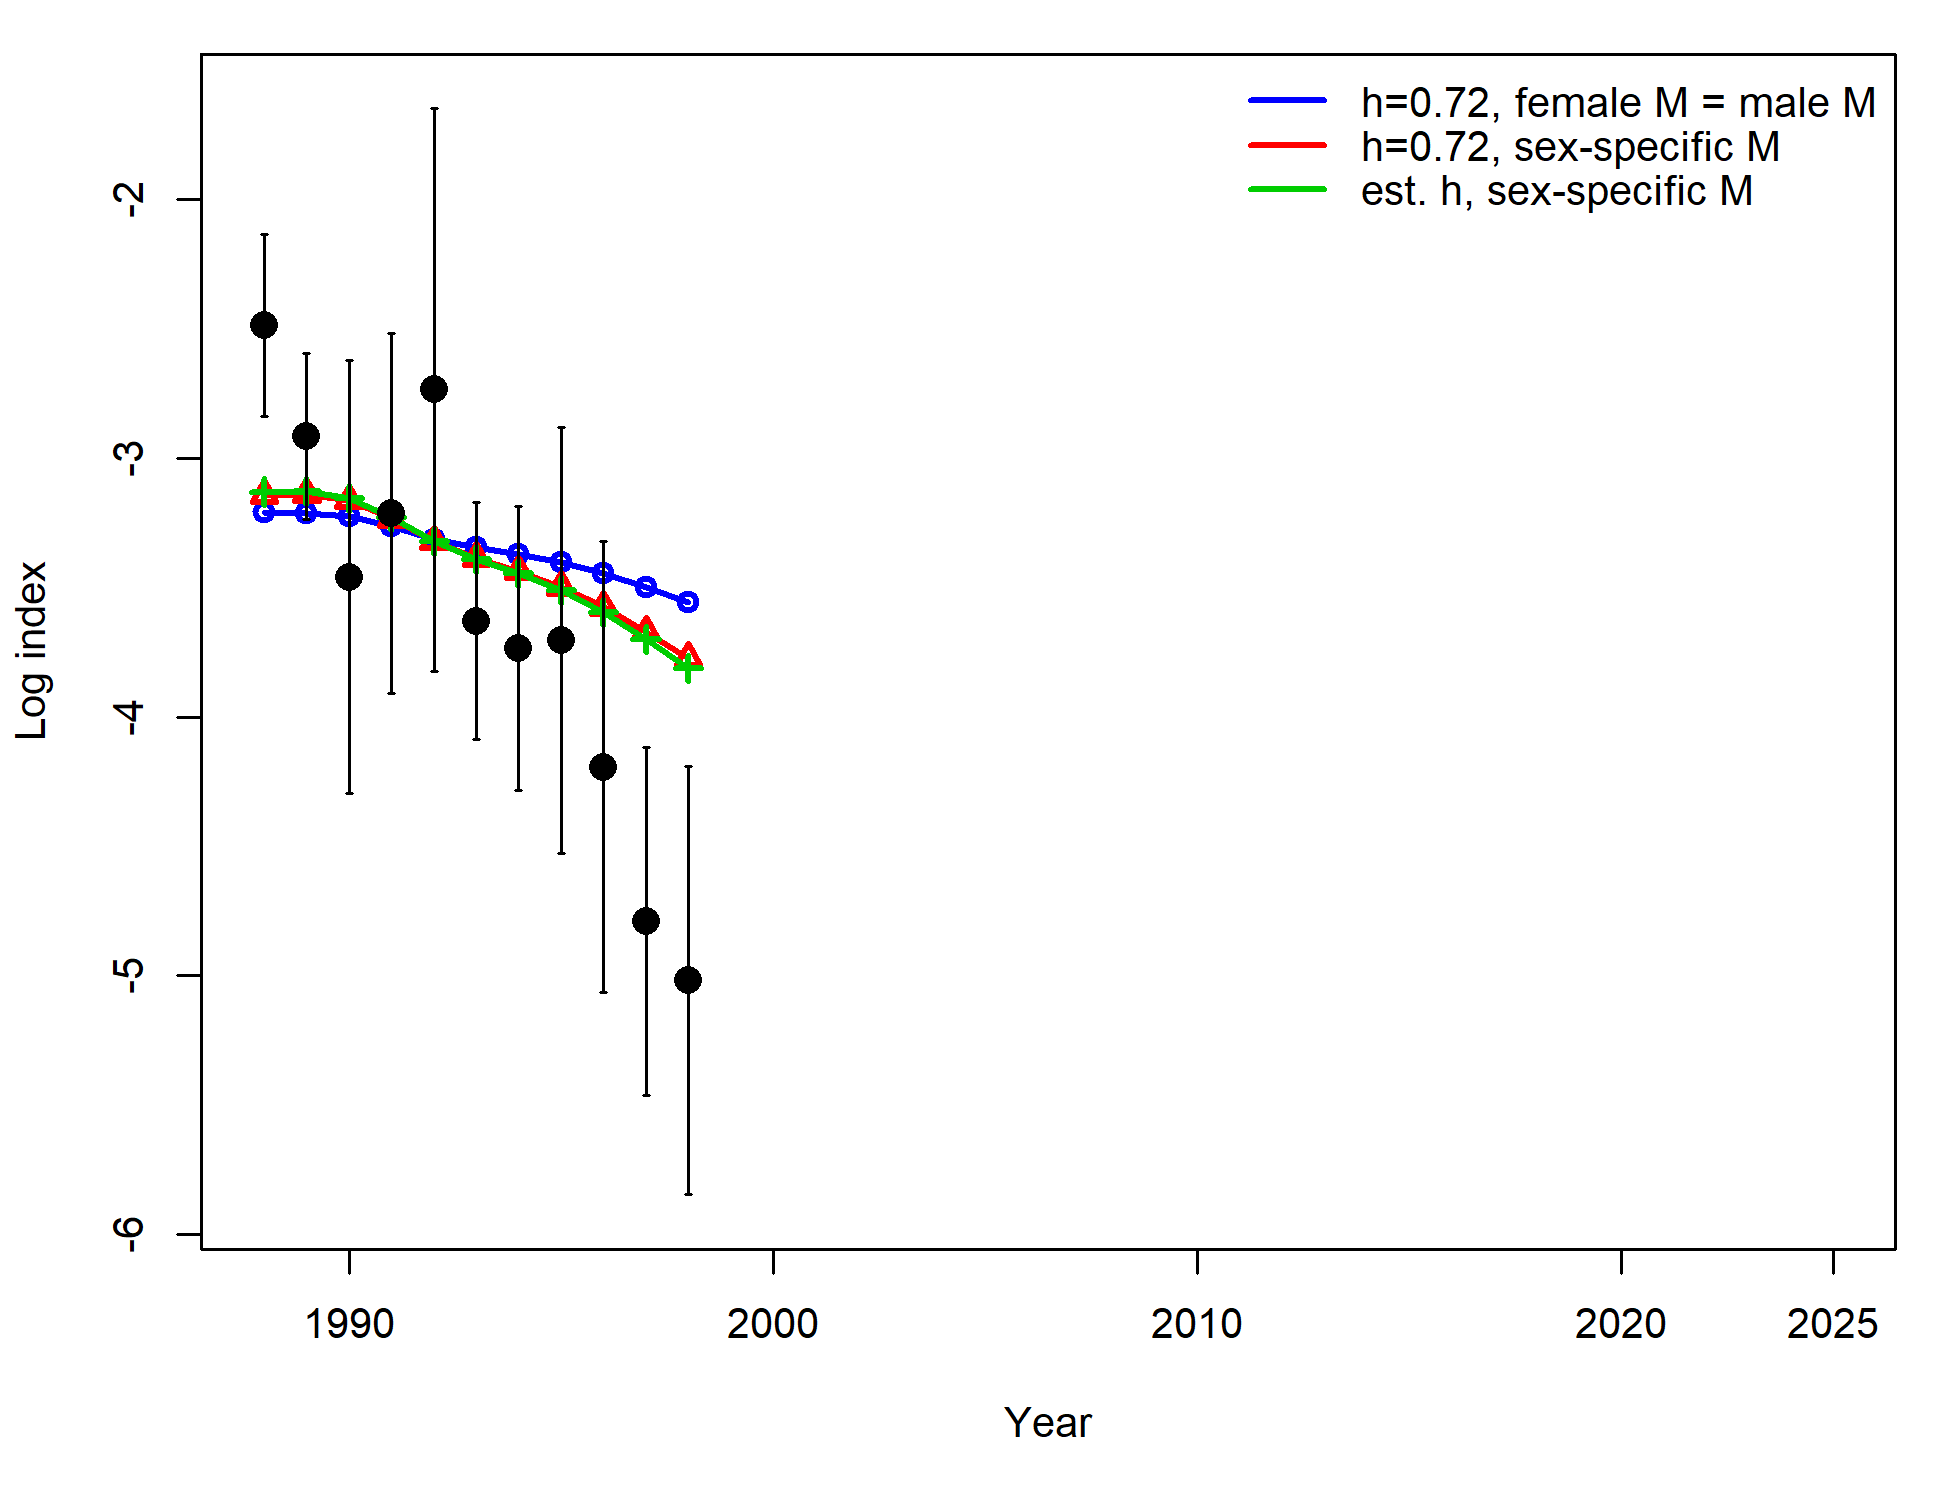 h=0.72, female M = male M
h=0.72, sex-specific M
est. h, sex-specific M
-2
-3
-4
-5
-6
Log index
1990 2000 2010 2020 2025
Year